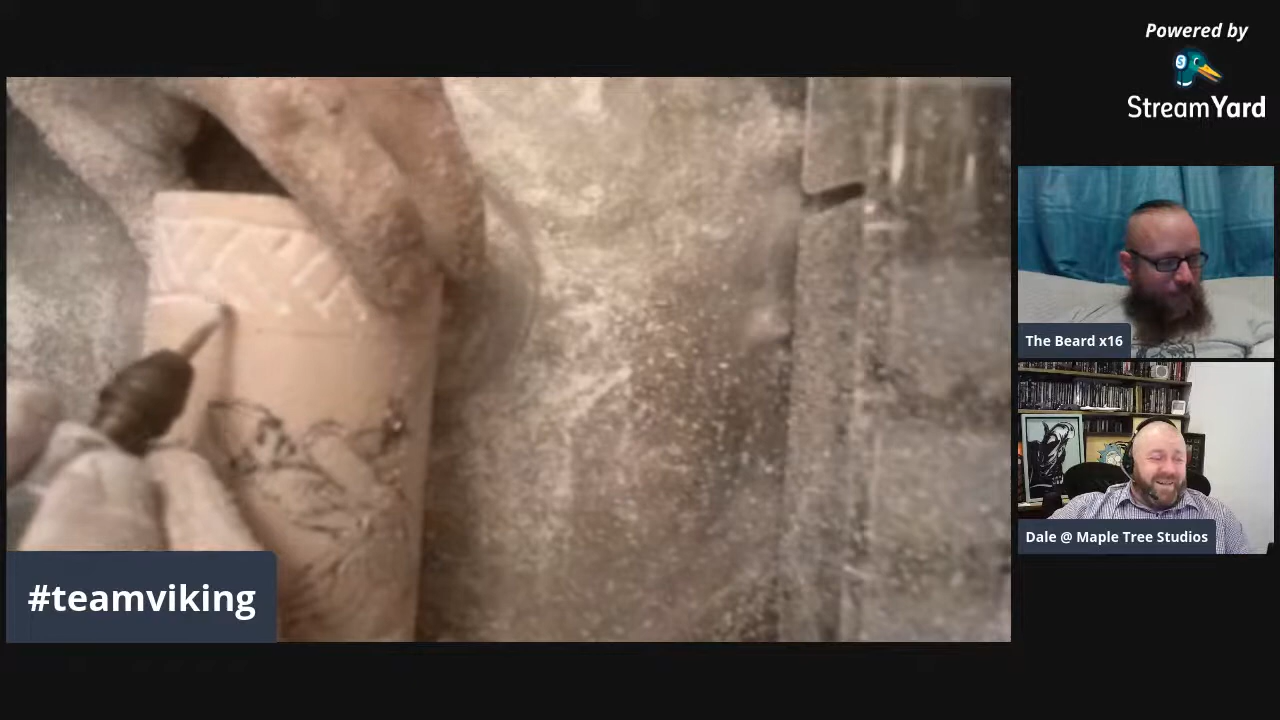 Powered by
StreamYard
The Beard x16
Dale @ Maple Tree Studios
#teamviking